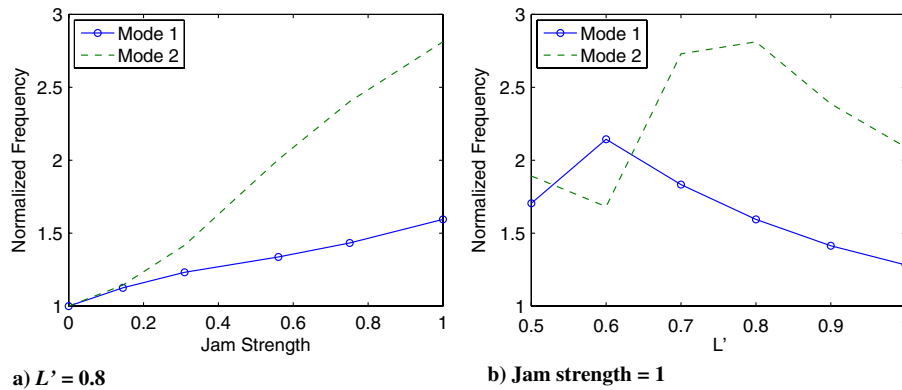 3
2.5
2
1.5
1
Normalized Frequency
Mode 1
Mode 2
0
0.2
0.4
0.6
0.8
1
Jam Strength
a) L' = 0.8
3
2.5
2
1.5
1
Normalized Frequency
Mode 1
Mode 2
0.5
0.6
0.7
0.8
0.9
L'
b) Jam strength = 1